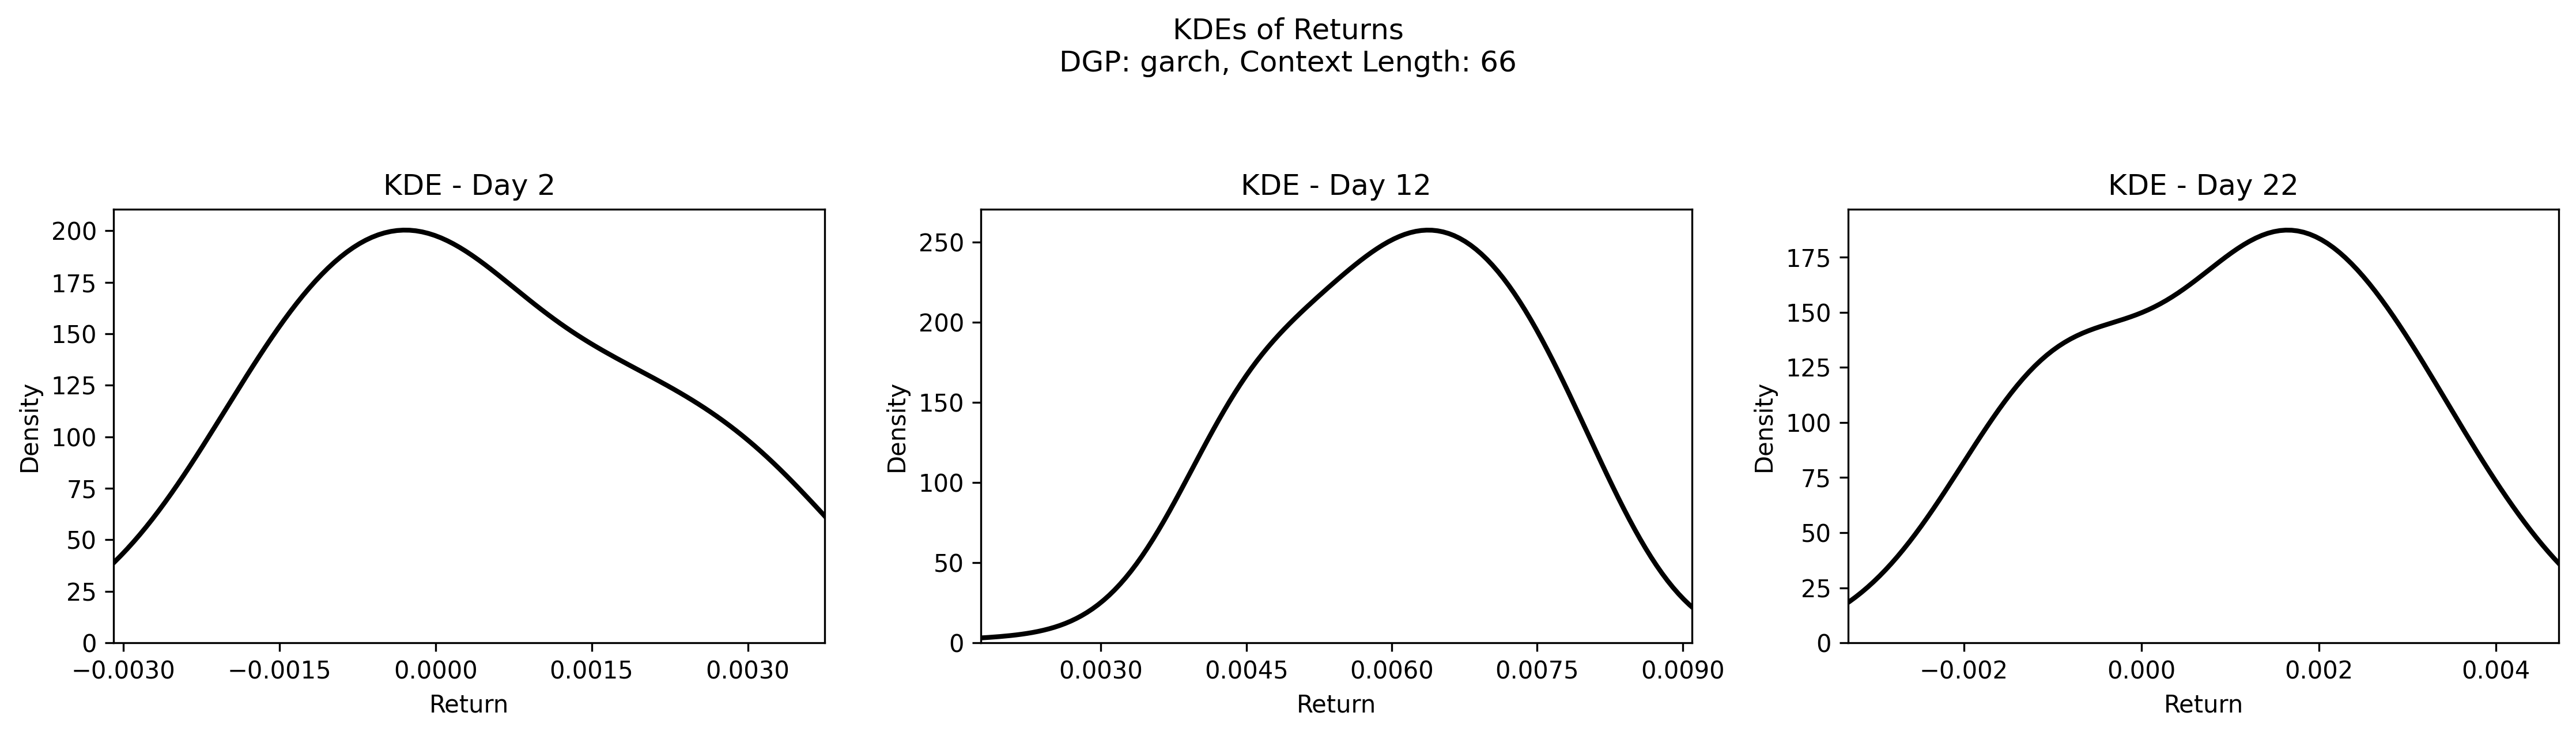 KDEs of Returns
DGP: garch, Context Length: 66
KDE - Day 2
200
175
150
125
100
75
50
25
0
Density
−0.0030 −0.0015 0.0000 0.0015 0.0030
Return
KDE - Day 12
250
200
150
100
50
0
Density
0.0030 0.0045 0.0060 0.0075 0.0090
Return
KDE - Day 22
175
150
125
100
75
50
25
0
Density
−0.002 0.000 0.002 0.004
Return